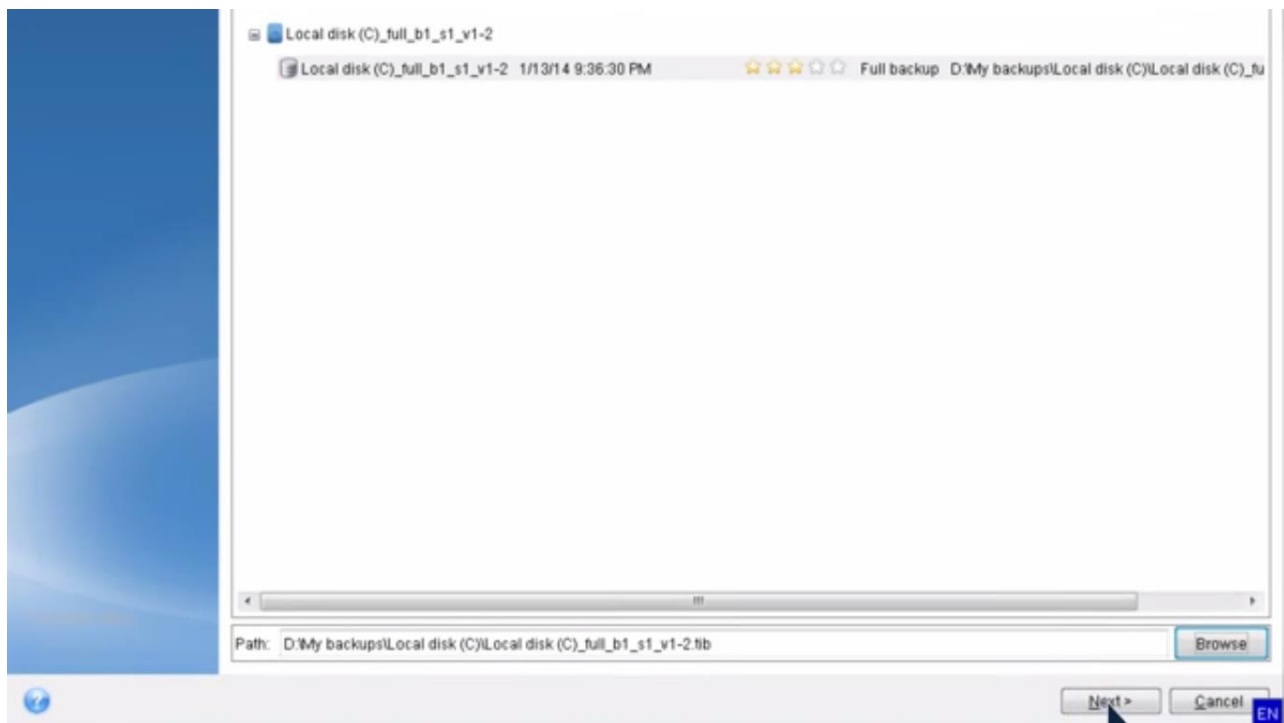 Local disk (C)_full_b1_s1_v1-2
Local disk (C)_full_b1_s1_v1-2 1/13/14 9:36:30 PM Full backup D:\My backups\Local disk (C)\Local disk (C)_fu
Path: D:\My backups\Local disk (C)\Local disk (C)_full_b1_s1_v1-2.tib
Browse
Next > Cancel
EN